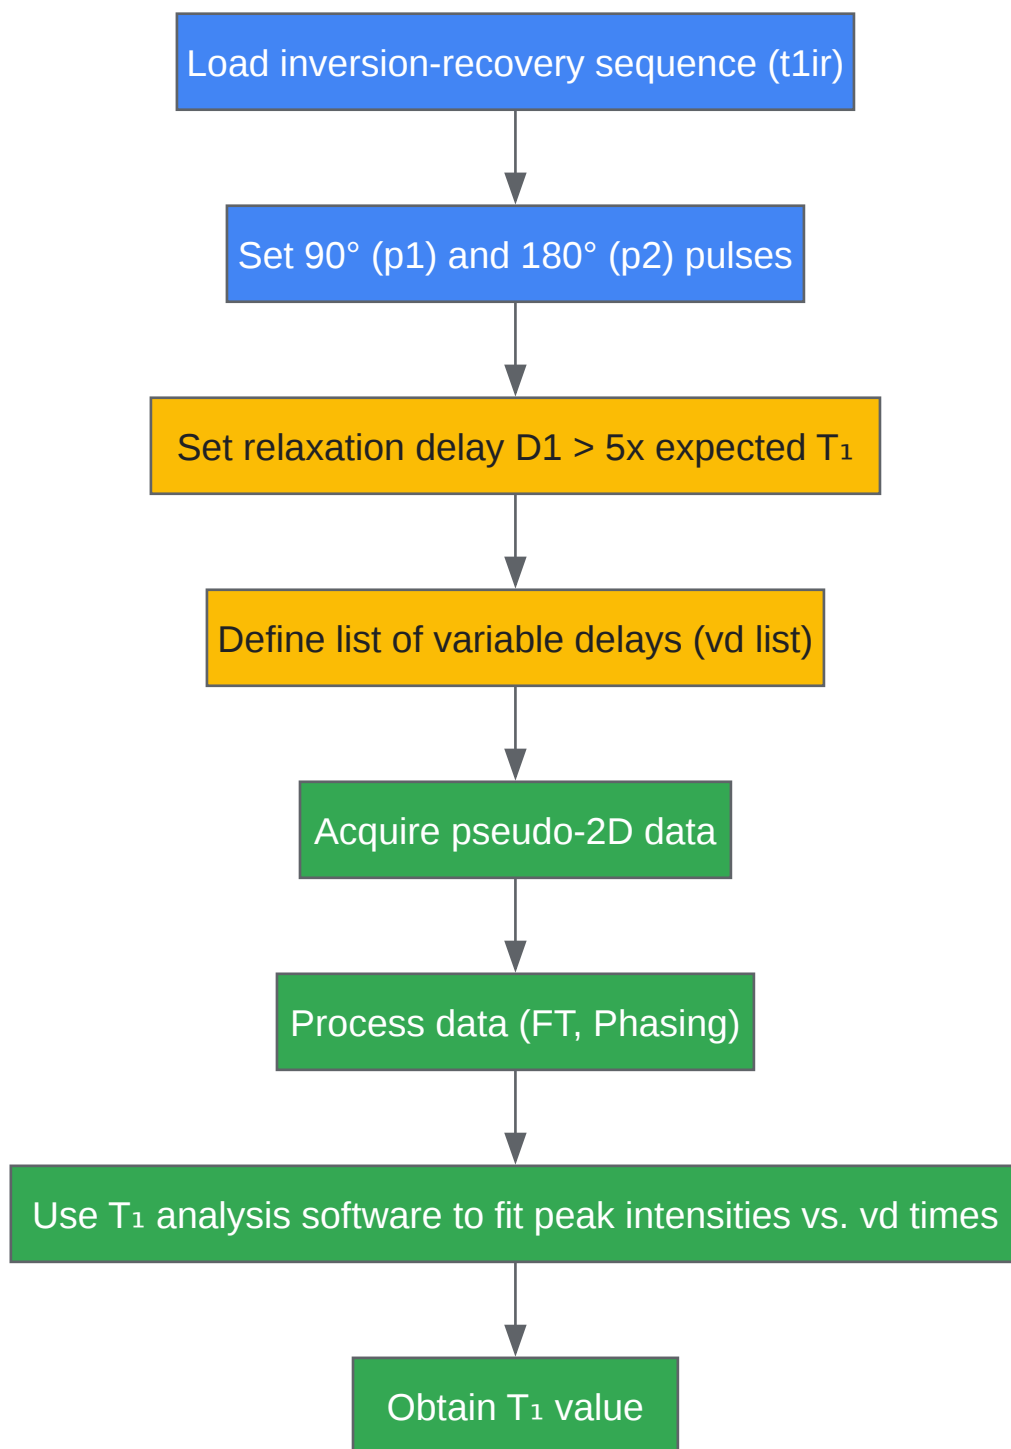 Load inversion-recovery sequence (t1ir)
Set 90° (p1) and 180° (p2) pulses
Set relaxation delay D1 > 5x expected T₁
Define list of variable delays (vd list)
Acquire pseudo-2D data
Process data (FT, Phasing)
Use T₁ analysis software to fit peak intensities vs. vd times
Obtain T₁ value